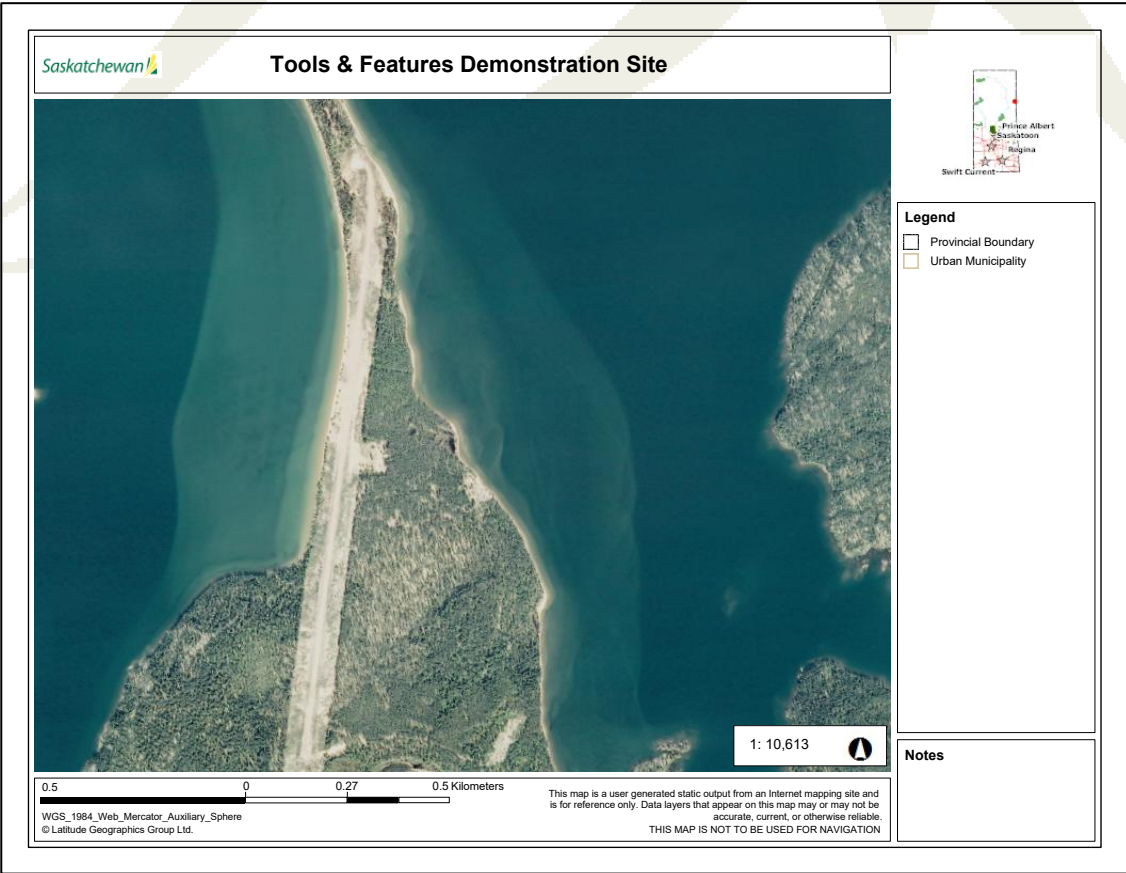 Saskatchewan
Tools & Features Demonstration Site
Prince Albert
Saskatoon
Regina
Swift Current
Legend
Provincial Boundary
Urban Municipality
1: 10,613
Notes
0.5 0 0.27 0.5 Kilometers
WGS_1984_Web_Mercator_Auxiliary_Sphere
© Latitude Geographics Group Ltd.
This map is a user generated static output from an Internet mapping site and
is for reference only. Data layers that appear on this map may or may not be
accurate, current, or otherwise reliable.
THIS MAP IS NOT TO BE USED FOR NAVIGATION